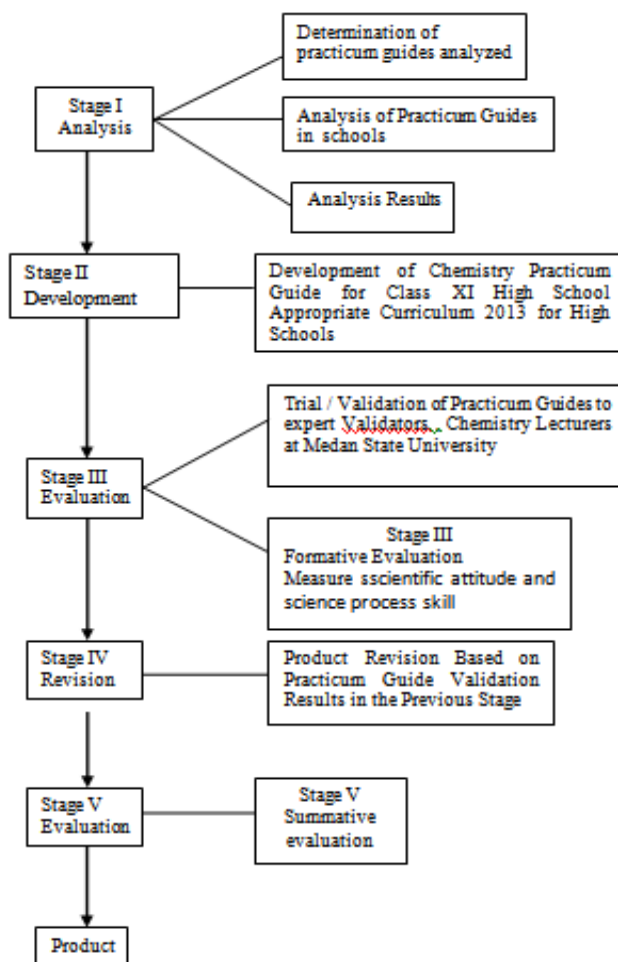 Determination of
practicum guides analyzed
Stage I
Analysis
Analysis of Practicum Guides
in schools
Analysis Results
Stage II
Development
Development of Chemistry Practicum
Guide for Class XI High School
Appropriate Curriculum 2013 for High
Schools
Trial / Validation of Practicum Guides to
expert Validators, Chemistry Lecturers
at Medan State University
Stage III
Evaluation
Stage III
Formative Evaluation
Measure sscientific attitude and
science process skill
Stage IV
Revision
Product Revision Based on
Practicum Guide Validation
Results in the Previous Stage
Stage V
Evaluation
Stage V
Summative
evaluation
Product